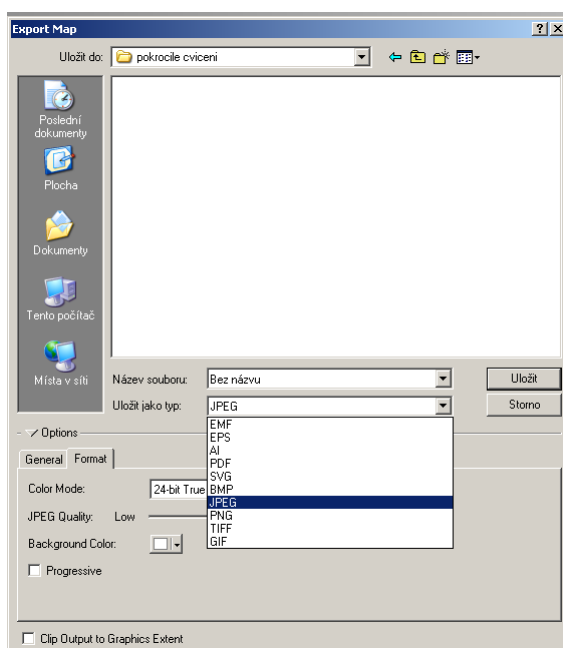 Export Map
Uložit do:
pokrocile cviceni
Poslední
dokumenty
Plocha
Dokumenty
Tento počítač
Místa v síti
Název souboru:
Bez názvu
Uložit
Uložit jako typ:
JPEG
Storno
EMF
EPS
AI
PDF
SVG
BMP
JPEG
PNG
TIFF
GIF
Options
General
Format
Color Mode:
24-bit True
JPEG Quality:
Low
Background Color:
Progressive
Clip Output to Graphics Extent